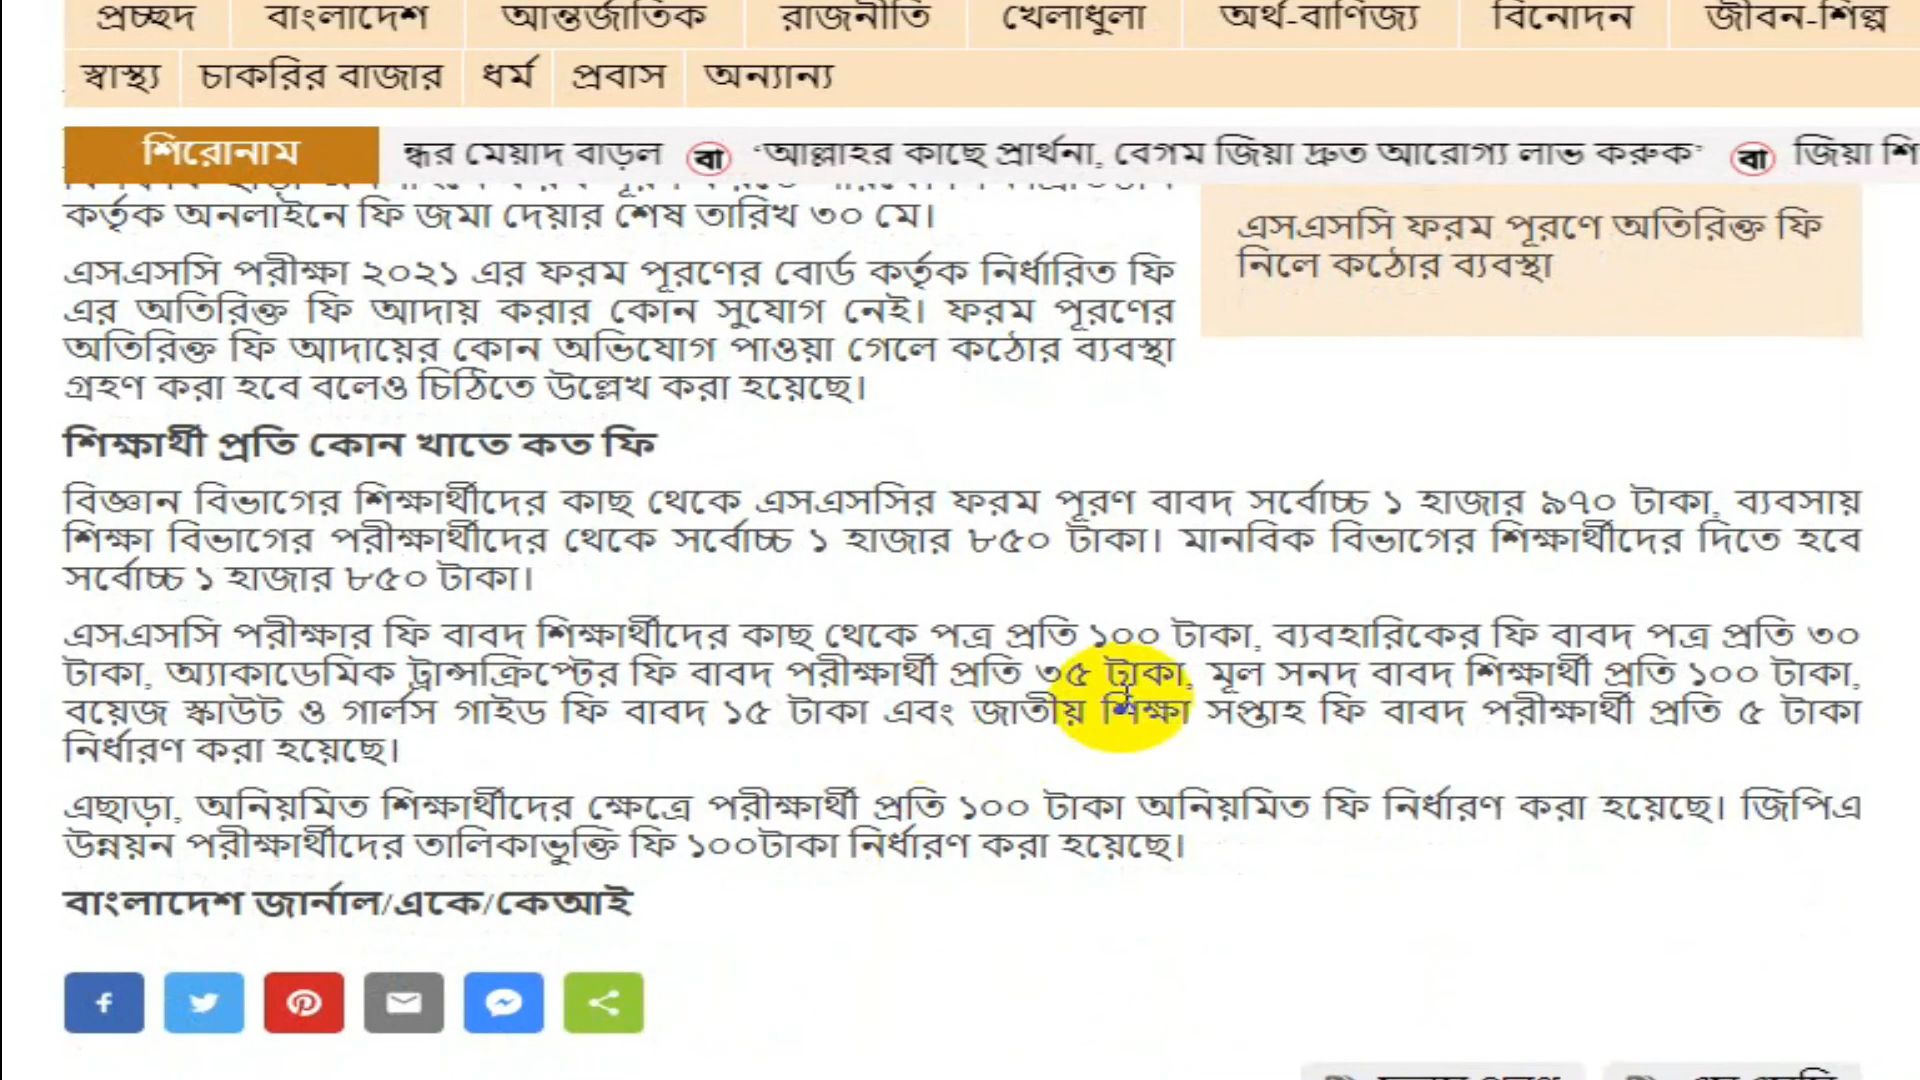 প্রচ্ছদ বাংলাদেশ আন্তর্জাতিক রাজনীতি খেলাধুলা অর্থ-বাণিজ্য বিনোদন জীবন-শিল্প
স্বাস্থ্য চাকরির বাজার ধর্ম প্রবাস অন্যান্য
শিরোনাম ন্ধর মেয়াদ বাড়ল বা ‘আল্লাহর কাছে প্রার্থনা, বেগম জিয়া দ্রুত আরোগ্য লাভ করুক’ বা জিয়া শি
কর্তৃক অনলাইনে ফি জমা দেয়ার শেষ তারিখ ৩০ মে।
এসএসসি পরীক্ষা ২০২১ এর ফরম পূরণের বোর্ড কর্তৃক নির্ধারিত ফি
এর অতিরিক্ত ফি আদায় করার কোন সুযোগ নেই। ফরম পূরণের
অতিরিক্ত ফি আদায়ের কোন অভিযোগ পাওয়া গেলে কঠোর ব্যবস্থা
গ্রহণ করা হবে বলেও চিঠিতে উল্লেখ করা হয়েছে।
এসএসসি ফরম পূরণে অতিরিক্ত ফি
নিলে কঠোর ব্যবস্থা
শিক্ষার্থী প্রতি কোন খাতে কত ফি
বিজ্ঞান বিভাগের শিক্ষার্থীদের কাছ থেকে এসএসসির ফরম পূরণ বাবদ সর্বোচ্চ ১ হাজার ৯৭০ টাকা, ব্যবসায়
শিক্ষা বিভাগের পরীক্ষার্থীদের থেকে সর্বোচ্চ ১ হাজার ৮৫০ টাকা। মানবিক বিভাগের শিক্ষার্থীদের দিতে হবে
সর্বোচ্চ ১ হাজার ৮৫০ টাকা।
এসএসসি পরীক্ষার ফি বাবদ শিক্ষার্থীদের কাছ থেকে পত্র প্রতি ১০০ টাকা, ব্যবহারিকের ফি বাবদ পত্র প্রতি ৩০
টাকা, অ্যাকাডেমিক ট্রান্সক্রিপ্টের ফি বাবদ পরীক্ষার্থী প্রতি ৩৫ টাকা, মূল সনদ বাবদ শিক্ষার্থী প্রতি ১০০ টাকা,
বয়েজ স্কাউট ও গার্লস গাইড ফি বাবদ ১৫ টাকা এবং জাতীয় শিক্ষা সপ্তাহ ফি বাবদ পরীক্ষার্থী প্রতি ৫ টাকা
নির্ধারণ করা হয়েছে।
এছাড়া, অনিয়মিত শিক্ষার্থীদের ক্ষেত্রে পরীক্ষার্থী প্রতি ১০০ টাকা অনিয়মিত ফি নির্ধারণ করা হয়েছে। জিপিএ
উন্নয়ন পরীক্ষার্থীদের তালিকাভুক্তি ফি ১০০টাকা নির্ধারণ করা হয়েছে।
বাংলাদেশ জার্নাল/একে/কেআই